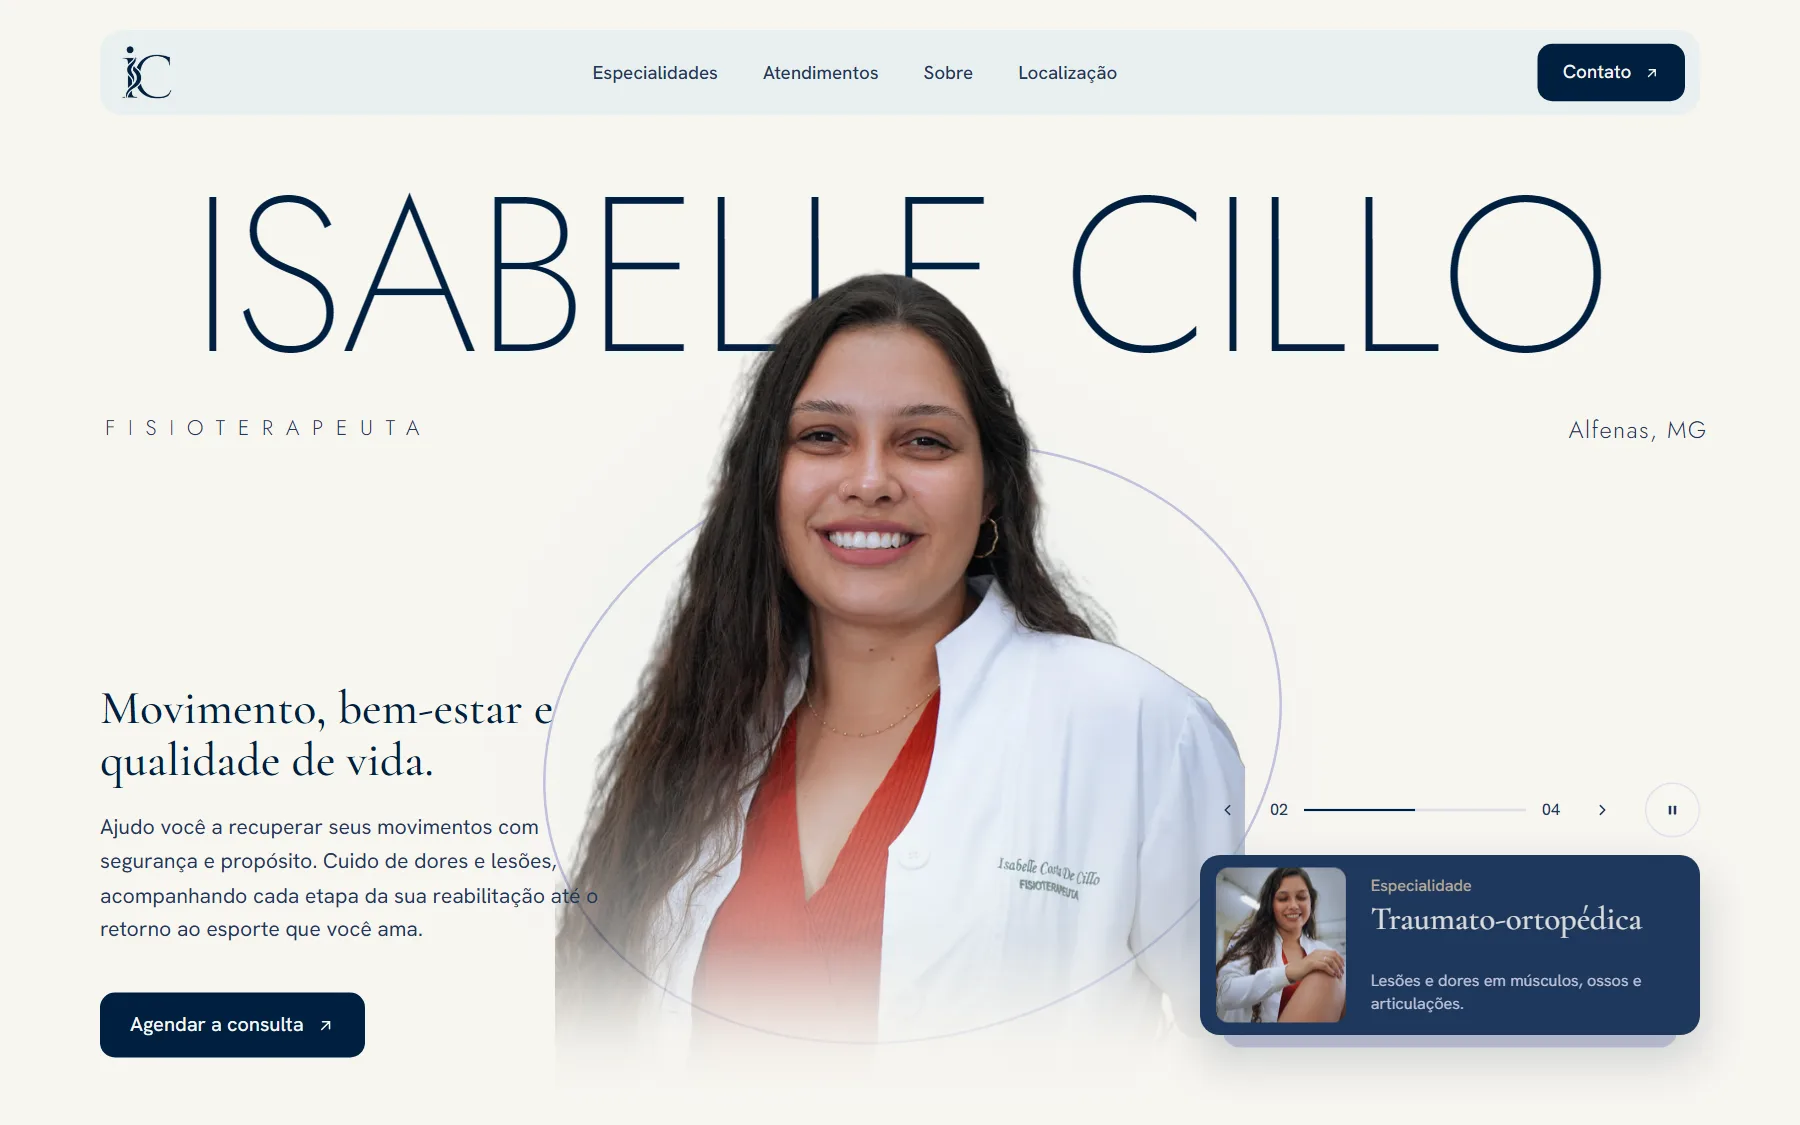 iC
Especialidades
Atendimentos
Sobre
Localização
Contato
ISABELLE CILLO
FISIOTERAPEUTA
Alfenas, MG
Movimento, bem-estar e
qualidade de vida.
Ajudo você a recuperar seus movimentos com
segurança e propósito. Cuido de dores e lesões,
acompanhando cada etapa da sua reabilitação até o
retorno ao esporte que você ama.
Agendar a consulta
Isabelle Costa De Cillo
FISIOTERAPEUTA
02
04
Especialidade
Traumato-ortopédica
Lesões e dores em músculos, ossos e
articulações.